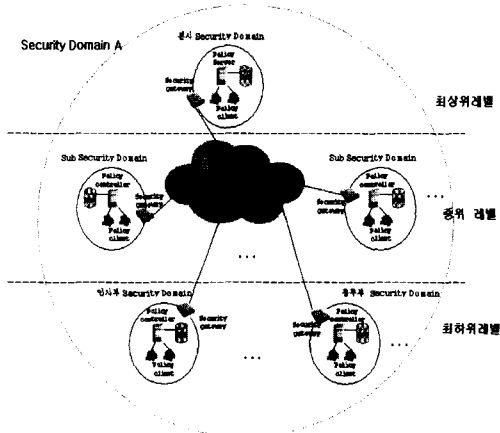 본사 Security Domain
Security Domain A
Policy
Server
Security
gateway
Policy
client
최상위레벨
Sub Security Domain
Policy
controller
Security
gateway
Policy
client
Sub Security Domain
Policy
controller
Security
gateway
Policy
client
...
중위 레벨
...
인사부 Security Domain
Policy
controller
Security
gateway
Policy
client
...
Security Domain
Policy
controller
Security
gateway
Policy
client
...
최하위레벨